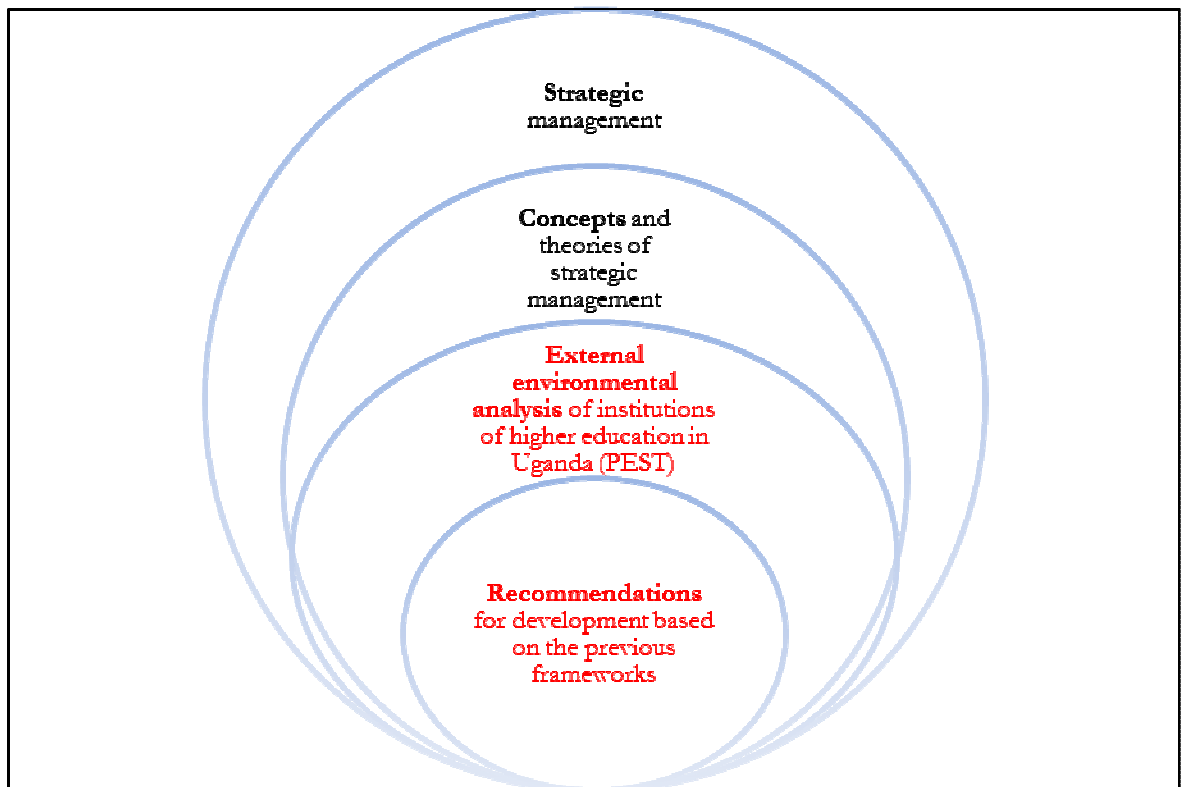 Strategic
management
Concepts and
theories of
strategic
management
External
environmental
analysis of institutions
of higher education in
Uganda (PEST)
Recommendations
for development based
on the previous
frameworks